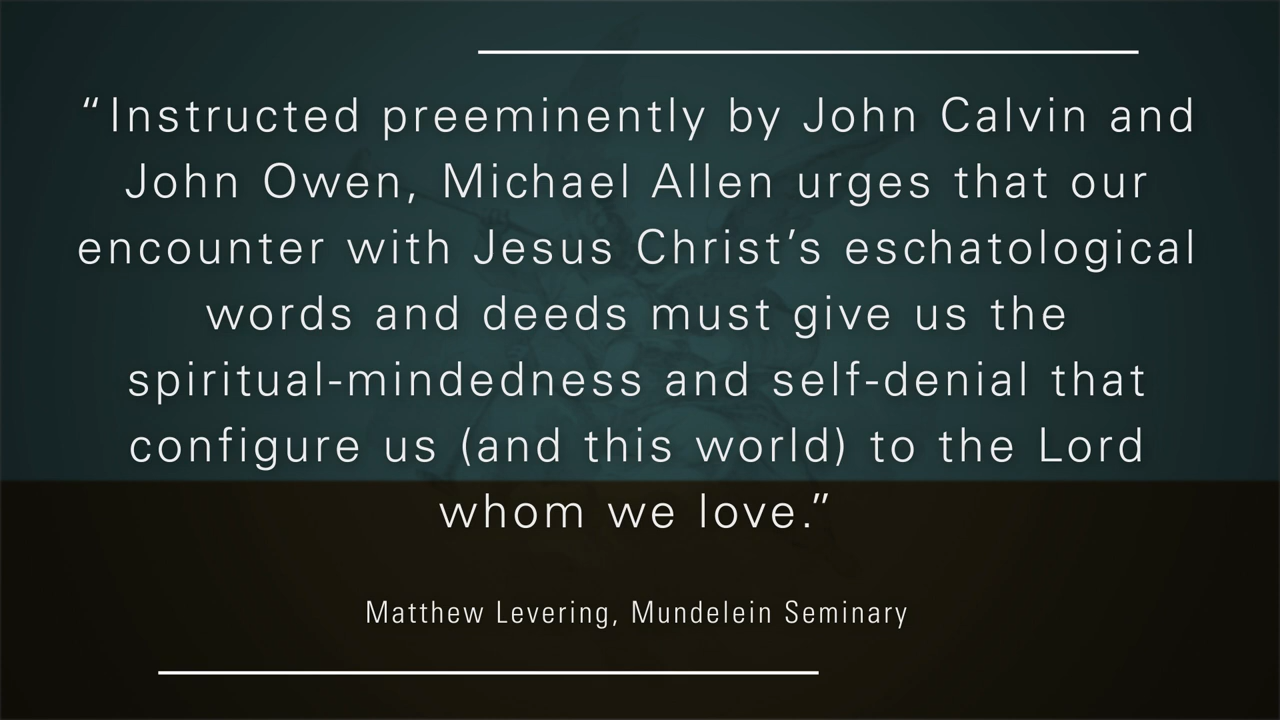 “Instructed preeminently by John Calvin and
John Owen, Michael Allen urges that our
encounter with Jesus Christ’s eschatological
words and deeds must give us the
spiritual-mindedness and self-denial that
configure us (and this world) to the Lord
whom we love.”
Matthew Levering, Mundelein Seminary